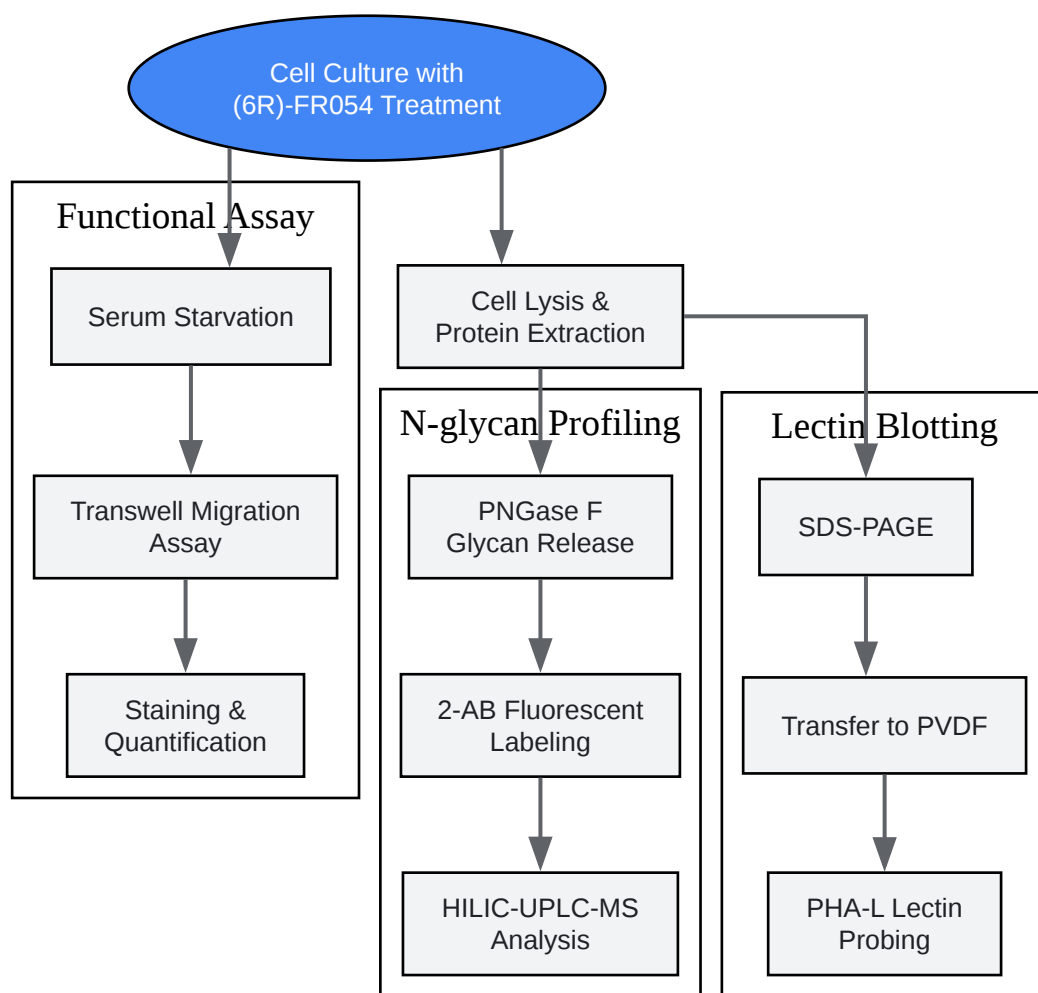 Cell Culture with
(6R)-FR054 Treatment
Functional Assay
Serum Starvation
Transwell Migration
Assay
Staining &
Quantification
Cell Lysis &
Protein Extraction
N-glycan Profiling
PNGase F
Glycan Release
2-AB Fluorescent
Labeling
HILIC-UPLC-MS
Analysis
Lectin Blotting
SDS-PAGE
Transfer to PVDF
PHA-L Lectin
Probing